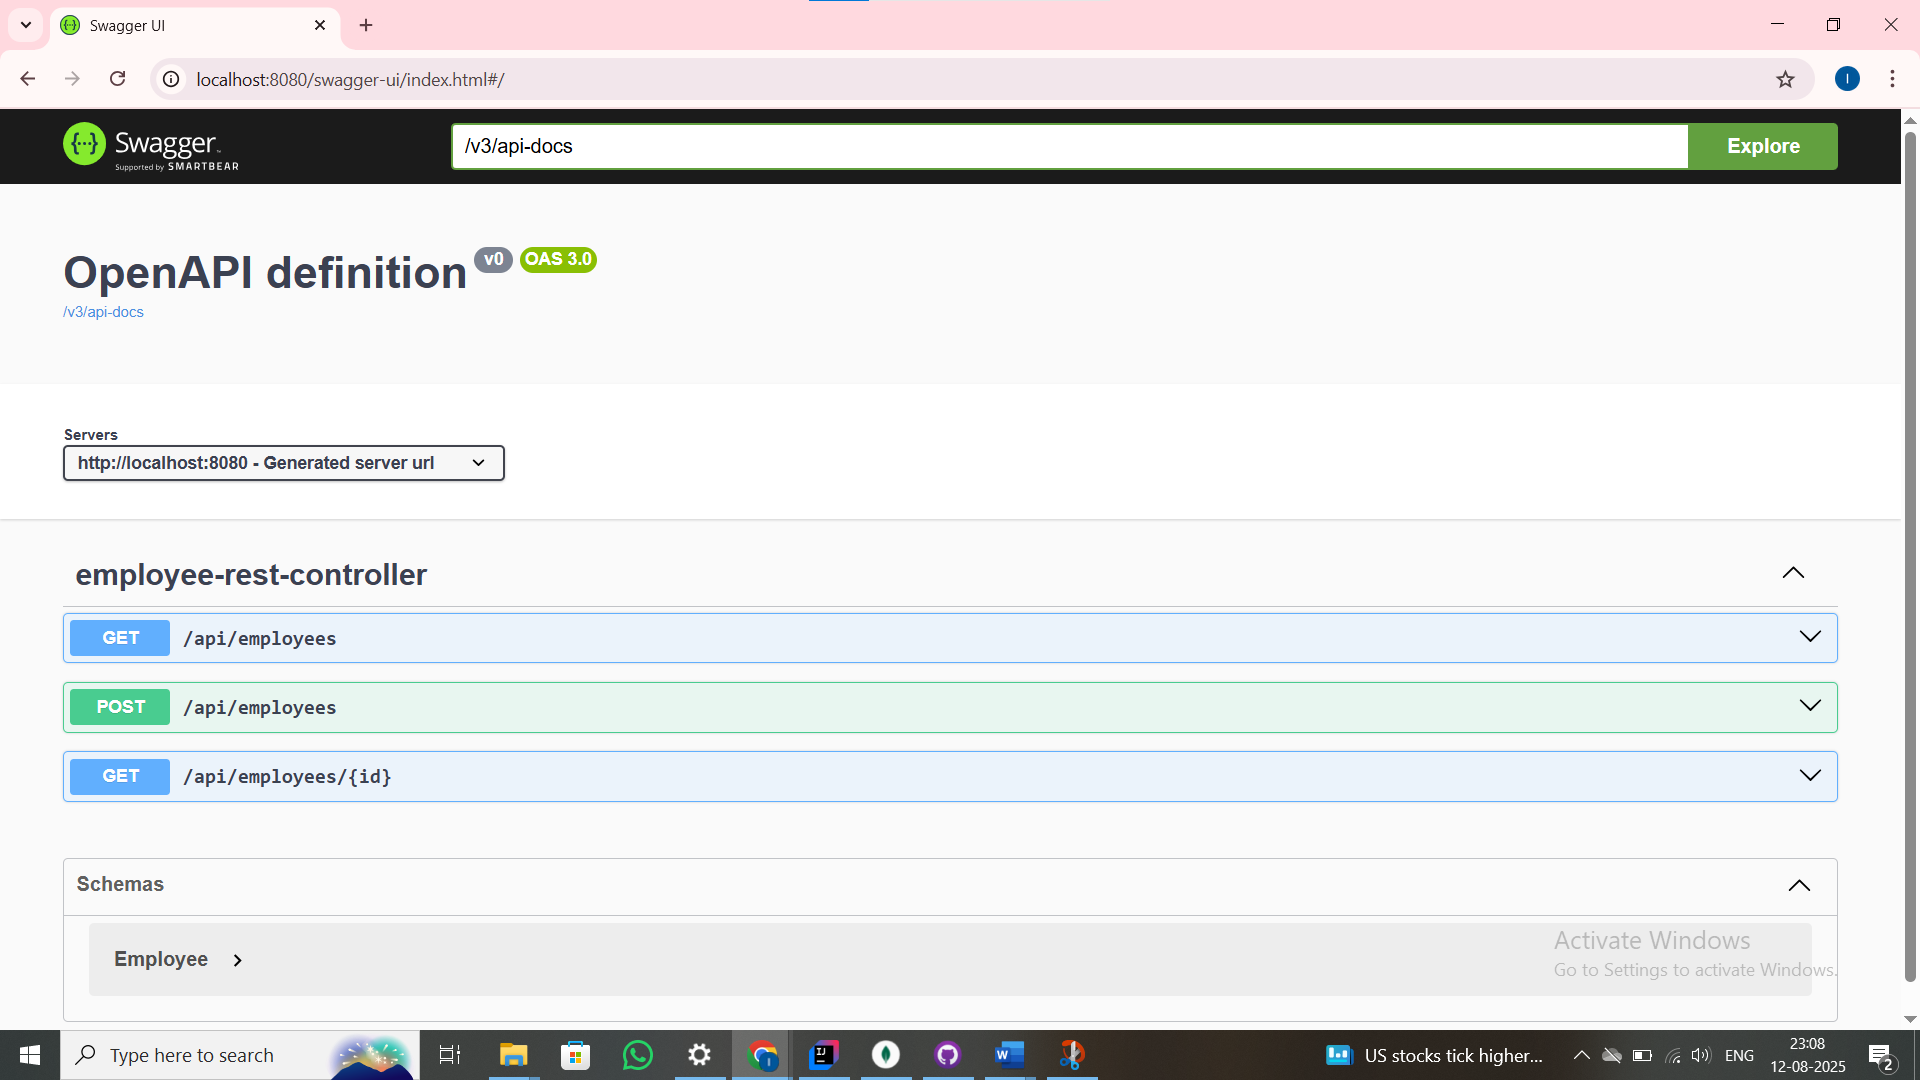 Swagger UI
localhost:8080/swagger-ui/index.html#/
I
{···} Swagger™
Supported by SMARTBEAR
/v3/api-docs
Explore
OpenAPI definition v0 OAS 3.0
/v3/api-docs
Servers
http://localhost:8080 - Generated server url
employee-rest-controller
GET /api/employees
POST /api/employees
GET /api/employees/{id}
Schemas
Employee
Activate Windows
Go to Settings to activate Windows.
Type here to search
IJ
W
US stocks tick higher...
ENG
23:08
12-08-2025
2